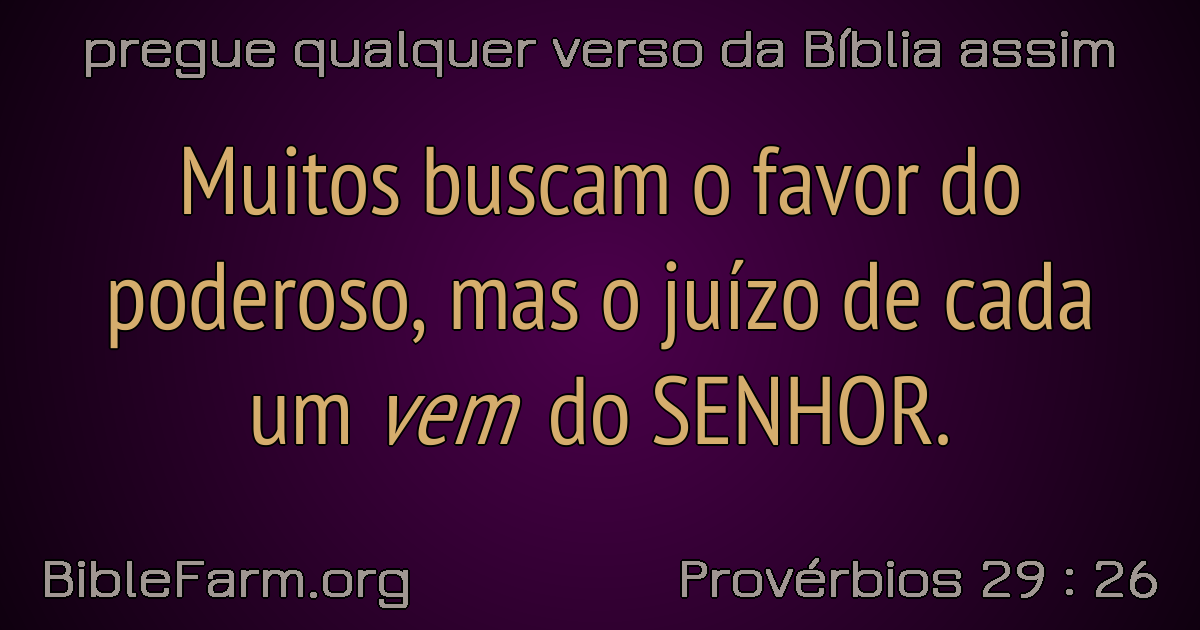 pregue qualquer verso da Bíblia assim
Muitos buscam o favor do
poderoso, mas o juízo de cada
um vem do SENHOR.
BibleFarm.org
Provérbios 29 : 26